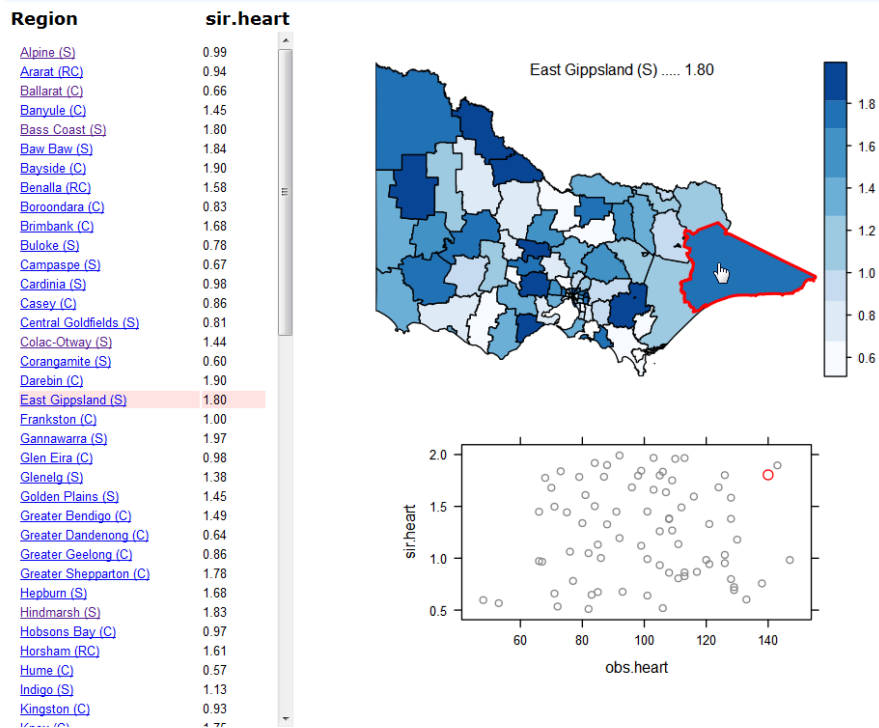 Region sir.heart
Alpine (S) 0.99
Ararat (RC) 0.94
Ballarat (C) 0.66
Banyule (C) 1.45
Bass Coast (S) 1.80
Baw Baw (S) 1.84
Bayside (C) 1.90
Benalla (RC) 1.58
Boroondara (C) 0.83
Brimbank (C) 1.68
Buloke (S) 0.78
Campaspe (S) 0.67
Cardinia (S) 0.98
Casey (C) 0.86
Central Goldfields (S) 0.81
Colac-Otway (S) 1.44
Corangamite (S) 0.60
Darebin (C) 1.90
East Gippsland (S) 1.80
Frankston (C) 1.00
Gannawarra (S) 1.97
Glen Eira (C) 0.98
Glenelg (S) 1.38
Golden Plains (S) 1.45
Greater Bendigo (C) 1.49
Greater Dandenong (C) 0.64
Greater Geelong (C) 0.86
Greater Shepparton (C) 1.78
Hepburn (S) 1.68
Hindmarsh (S) 1.83
Hobsons Bay (C) 0.97
Horsham (RC) 1.61
Hume (C) 0.57
Indigo (S) 1.13
Kingston (C) 0.93
East Gippsland (S) ..... 1.80
1.8
1.6
1.4
1.2
1.0
0.8
0.6
2.0
1.5
1.0
0.5
sir.heart
60 80 100 120 140
obs.heart